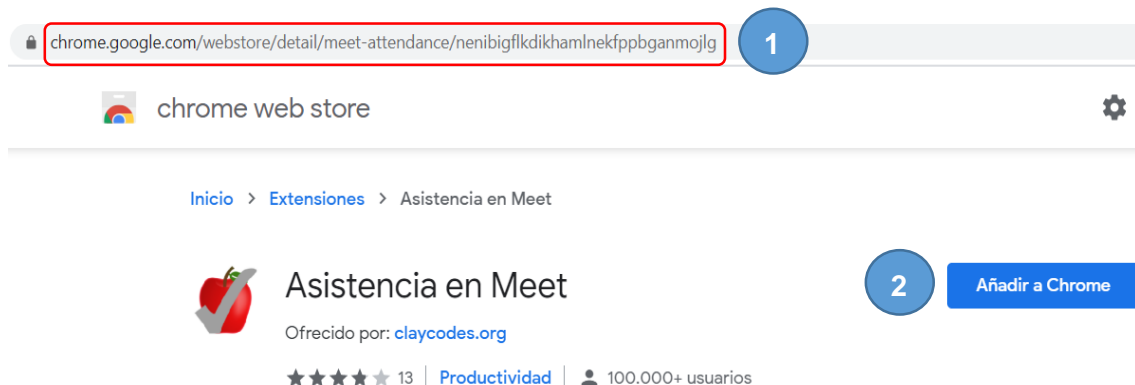 chrome.google.com/webstore/detail/meet-attendance/nenibigflkdikhamlnekfppbganmojlg 1
chrome web store
Inicio > Extensiones > Asistencia en Meet
Asistencia en Meet
2 Añadir a Chrome
Ofrecido por: claycodes.org
13 | Productividad | 100.000+ usuarios